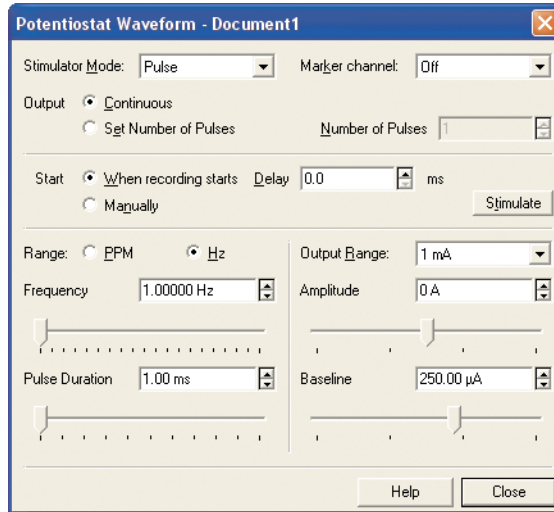 Potentiostat Waveform - Document1
Stimulator Mode: Pulse Marker channel: Off
Output Continuous
Set Number of Pulses Number of Pulses 1
Start When recording starts Delay 0.0 ms
Manually Stimulate
Range: PPM Hz Output Range: 1 mA
Frequency 1.00000 Hz Amplitude 0 A
Pulse Duration 1.00 ms Baseline 250.00 µA
Help Close